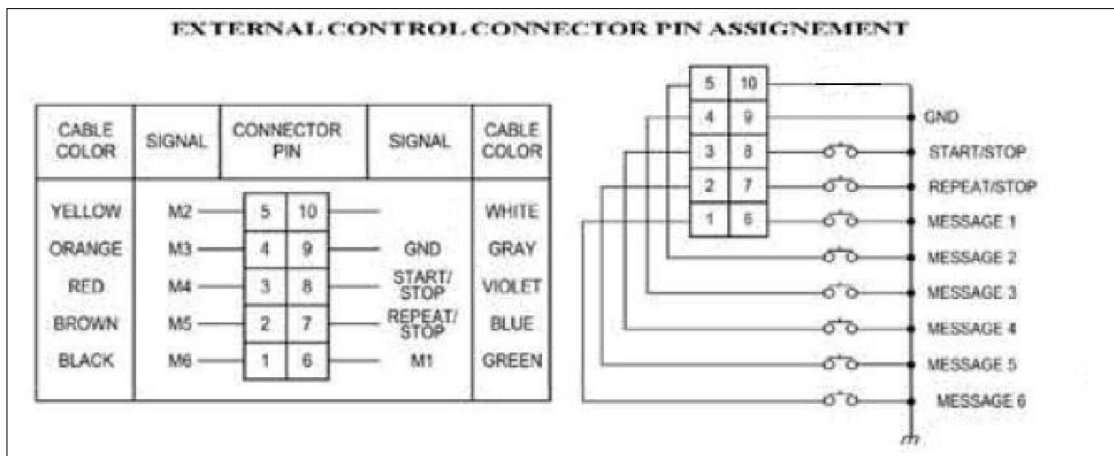 EXTERNAL CONTROL CONNECTOR PIN ASSIGNEMENT
CABLE COLOR SIGNAL CONNECTOR PIN SIGNAL CABLE COLOR
YELLOW M2 5 10 WHITE
ORANGE M3 4 9 GND GRAY
RED M4 3 8 START/STOP VIOLET
BROWN M5 2 7 REPEAT/STOP BLUE
BLACK M6 1 6 M1 GREEN
5 10
4 9 GND
3 8 START/STOP
2 7 REPEAT/STOP
1 6 MESSAGE 1
MESSAGE 2
MESSAGE 3
MESSAGE 4
MESSAGE 5
MESSAGE 6